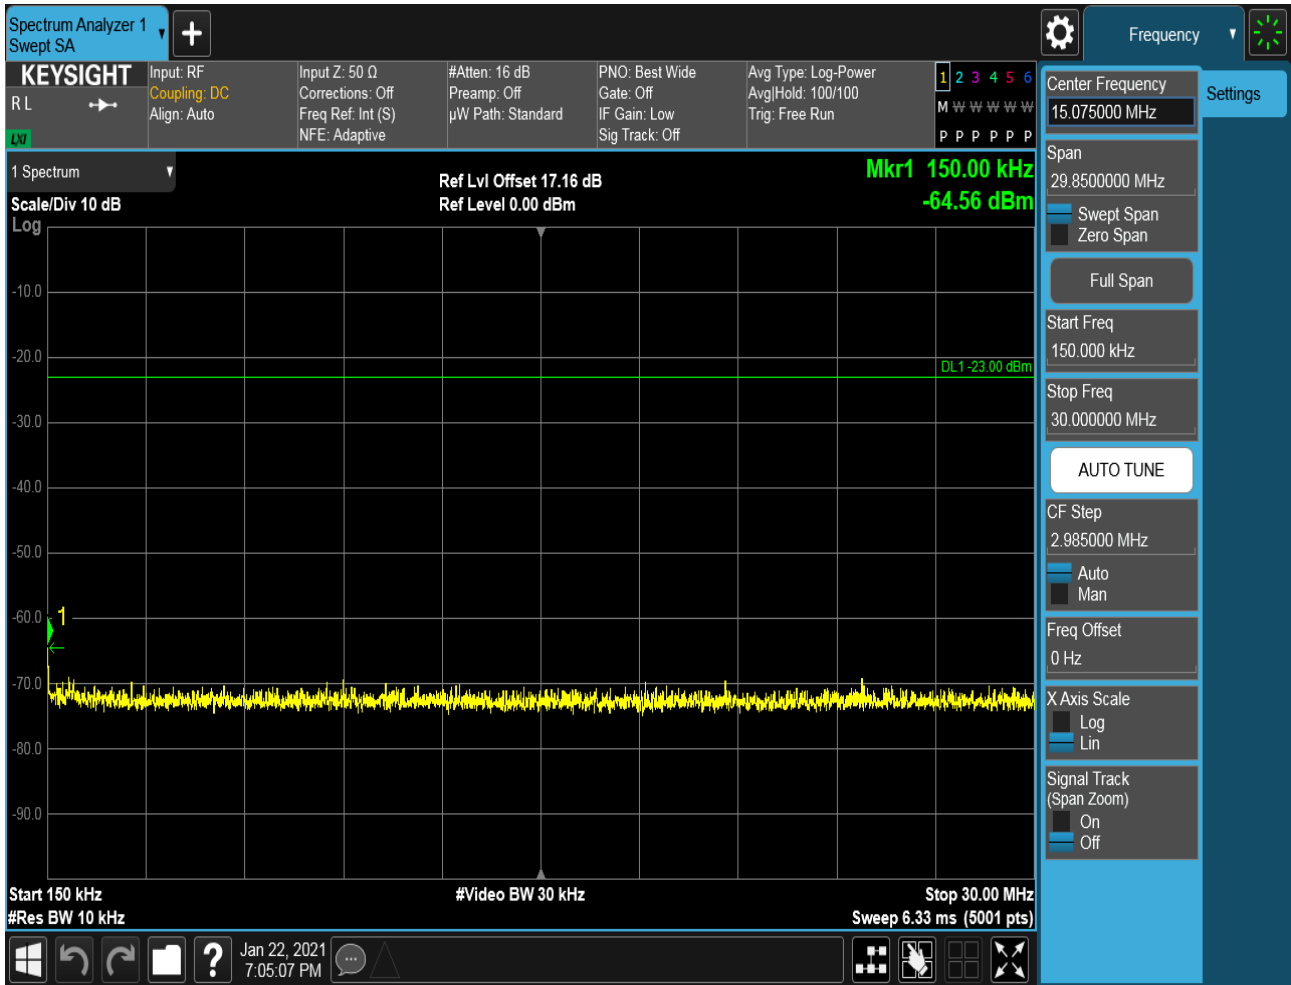 Spectrum Analyzer 1
Swept SA
Frequency
KEYSIGHT
R L
LXI
Input: RF
Coupling: DC
Align: Auto
Input Z: 50 Ω
Corrections: Off
Freq Ref: Int (S)
NFE: Adaptive
#Atten: 16 dB
Preamp: Off
µW Path: Standard
PNO: Best Wide
Gate: Off
IF Gain: Low
Sig Track: Off
Avg Type: Log-Power
Avg|Hold: 100/100
Trig: Free Run
1 2 3 4 5 6
M W W W W W
P P P P P P
1 Spectrum
Scale/Div 10 dB
Log
Ref Lvl Offset 17.16 dB
Ref Level 0.00 dBm
Mkr1 150.00 kHz
-64.56 dBm
-10.0
-20.0
DL1 -23.00 dBm
-30.0
-40.0
-50.0
-60.0
1
-70.0
-80.0
-90.0
Start 150 kHz
#Res BW 10 kHz
#Video BW 30 kHz
Stop 30.00 MHz
Sweep 6.33 ms (5001 pts)
Jan 22, 2021
7:05:07 PM
Center Frequency
15.075000 MHz
Settings
Span
29.8500000 MHz
Swept Span
Zero Span
Full Span
Start Freq
150.000 kHz
Stop Freq
30.000000 MHz
AUTO TUNE
CF Step
2.985000 MHz
Auto
Man
Freq Offset
0 Hz
X Axis Scale
Log
Lin
Signal Track
(Span Zoom)
On
Off